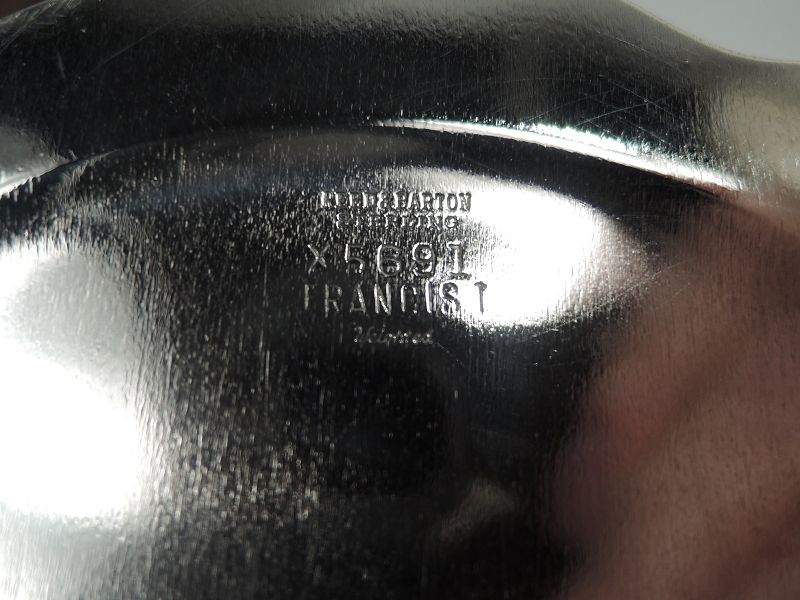 REED & BARTON
STERLING
X569I
FRANCIS I